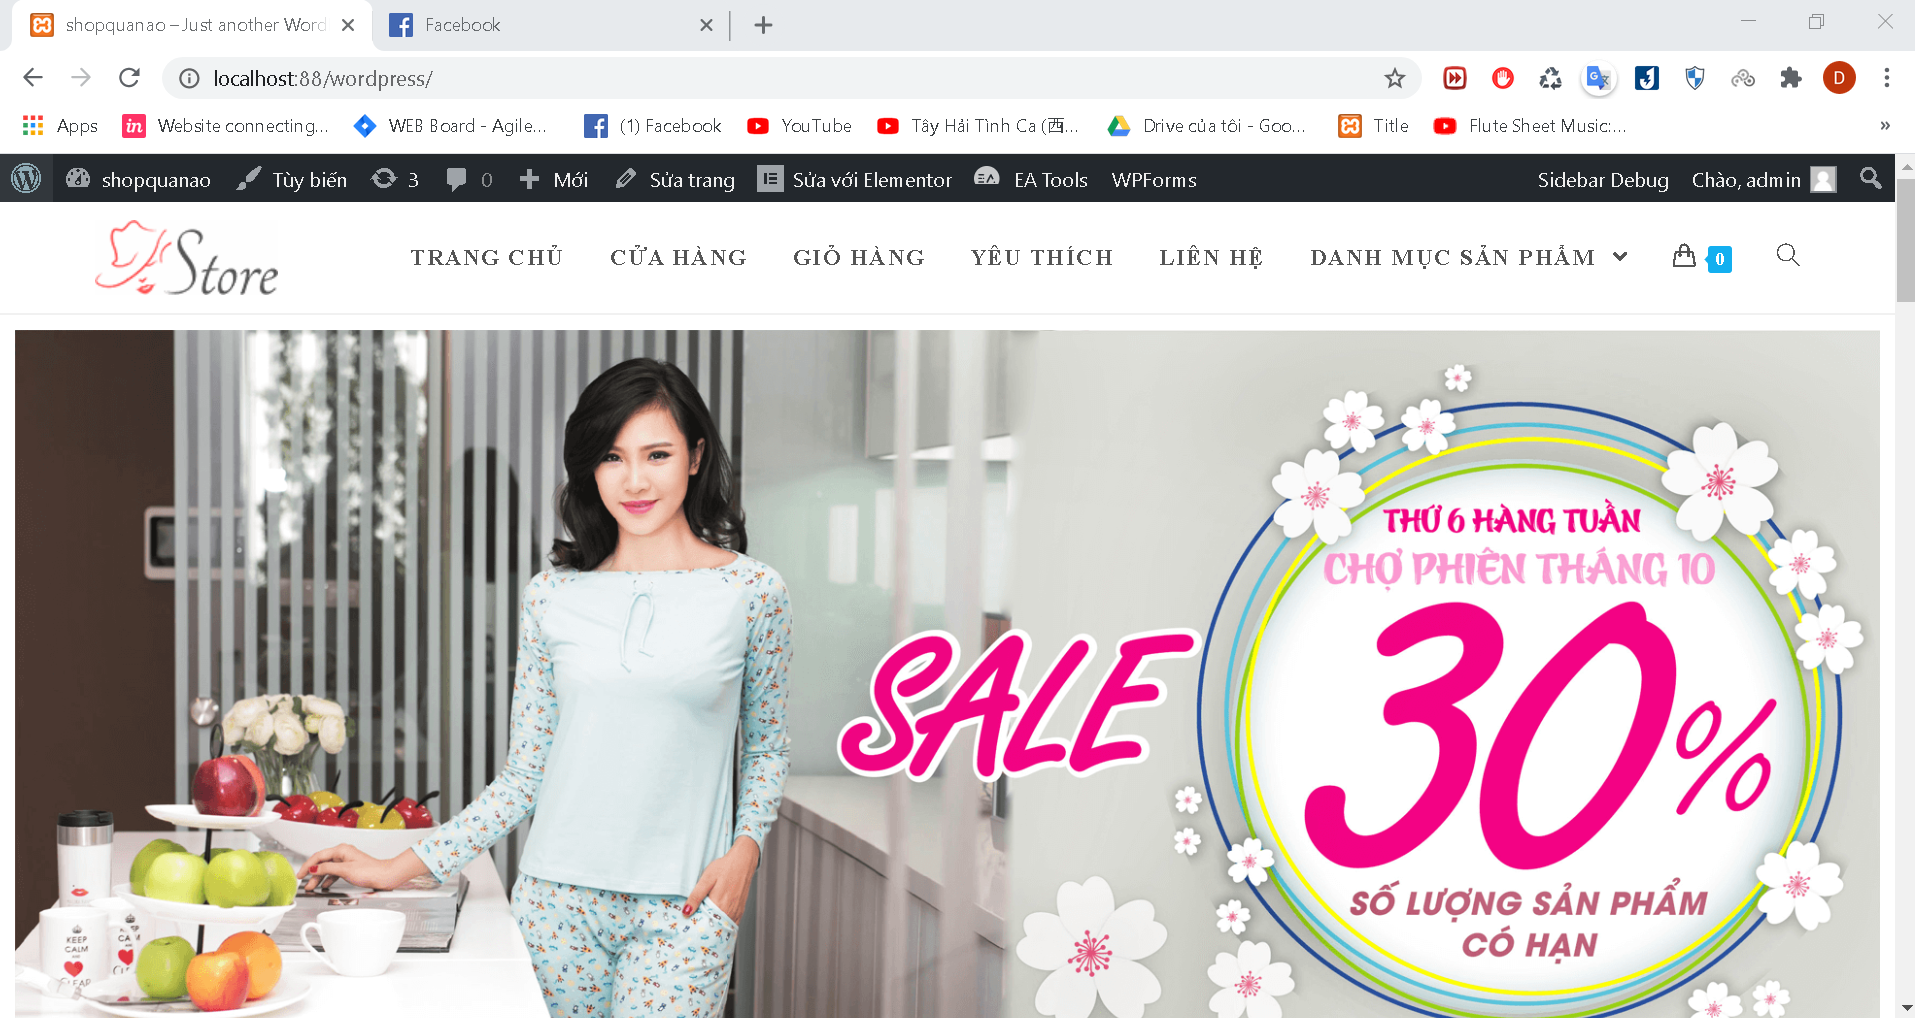 shopquanao – Just another Word
Facebook
localhost:88/wordpress/
D
Apps
Website connecting...
WEB Board - Agile...
(1) Facebook
YouTube
Tây Hải Tình Ca (西...
Drive của tôi - Goo...
Title
Flute Sheet Music:...
»
shopquanao
Tùy biến
3
0
Mới
Sửa trang
Sửa với Elementor
EA Tools
WPForms
Sidebar Debug
Chào, admin
Store
TRANG CHỦ
CỬA HÀNG
GIỎ HÀNG
YÊU THÍCH
LIÊN HỆ
DANH MỤC SẢN PHẨM
0
THỨ 6 HÀNG TUẦN
CHỢ PHIÊN THÁNG 10
SALE
30%
SỐ LƯỢNG SẢN PHẨM
CÓ HẠN
KEEP
CALM